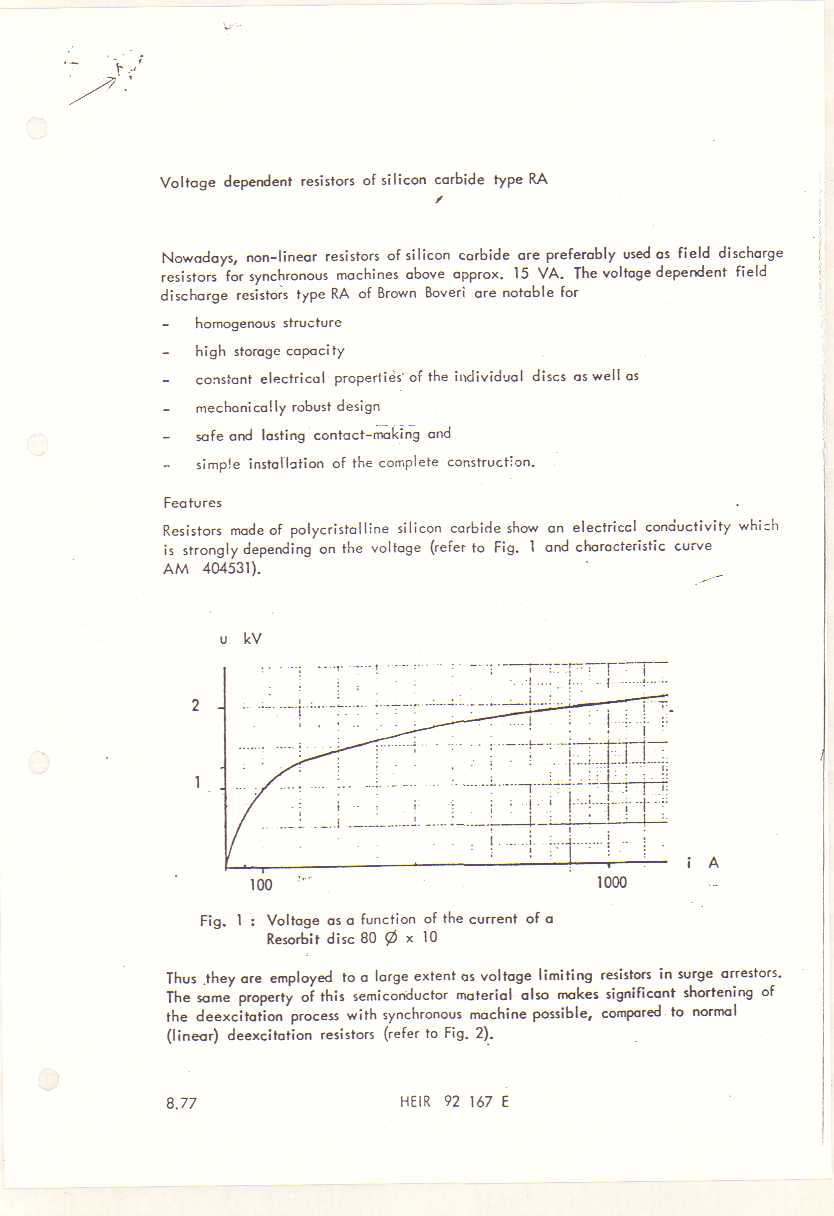 Voltage dependent resistors of silicon carbide type RA
Nowadays, non-linear resistors of silicon carbide are preferably used as field discharge
resistors for synchronous machines above approx. 15 VA. The voltage dependent field
discharge resistors type RA of Brown Boveri are notable for
- homogenous structure
- high storage capacity
- constant electrical properties of the individual discs as well as
- mechanically robust design
- safe and lasting contact-making and
- simple installation of the complete construction.
Features
Resistors made of polycristalline silicon carbide show an electrical conductivity which
is strongly depending on the voltage (refer to Fig. 1 and characteristic curve
AM 404531).
u kV
2
1
i A
100 1000
Fig. 1 : Voltage as a function of the current of a
Resorbit disc 80 Ø x 10
Thus they are employed to a large extent as voltage limiting resistors in surge arrestors.
The same property of this semiconductor material also makes significant shortening of
the deexcitation process with synchronous machine possible, compared to normal
(linear) deexcitation resistors (refer to Fig. 2).
8.77 HEIR 92 167 E